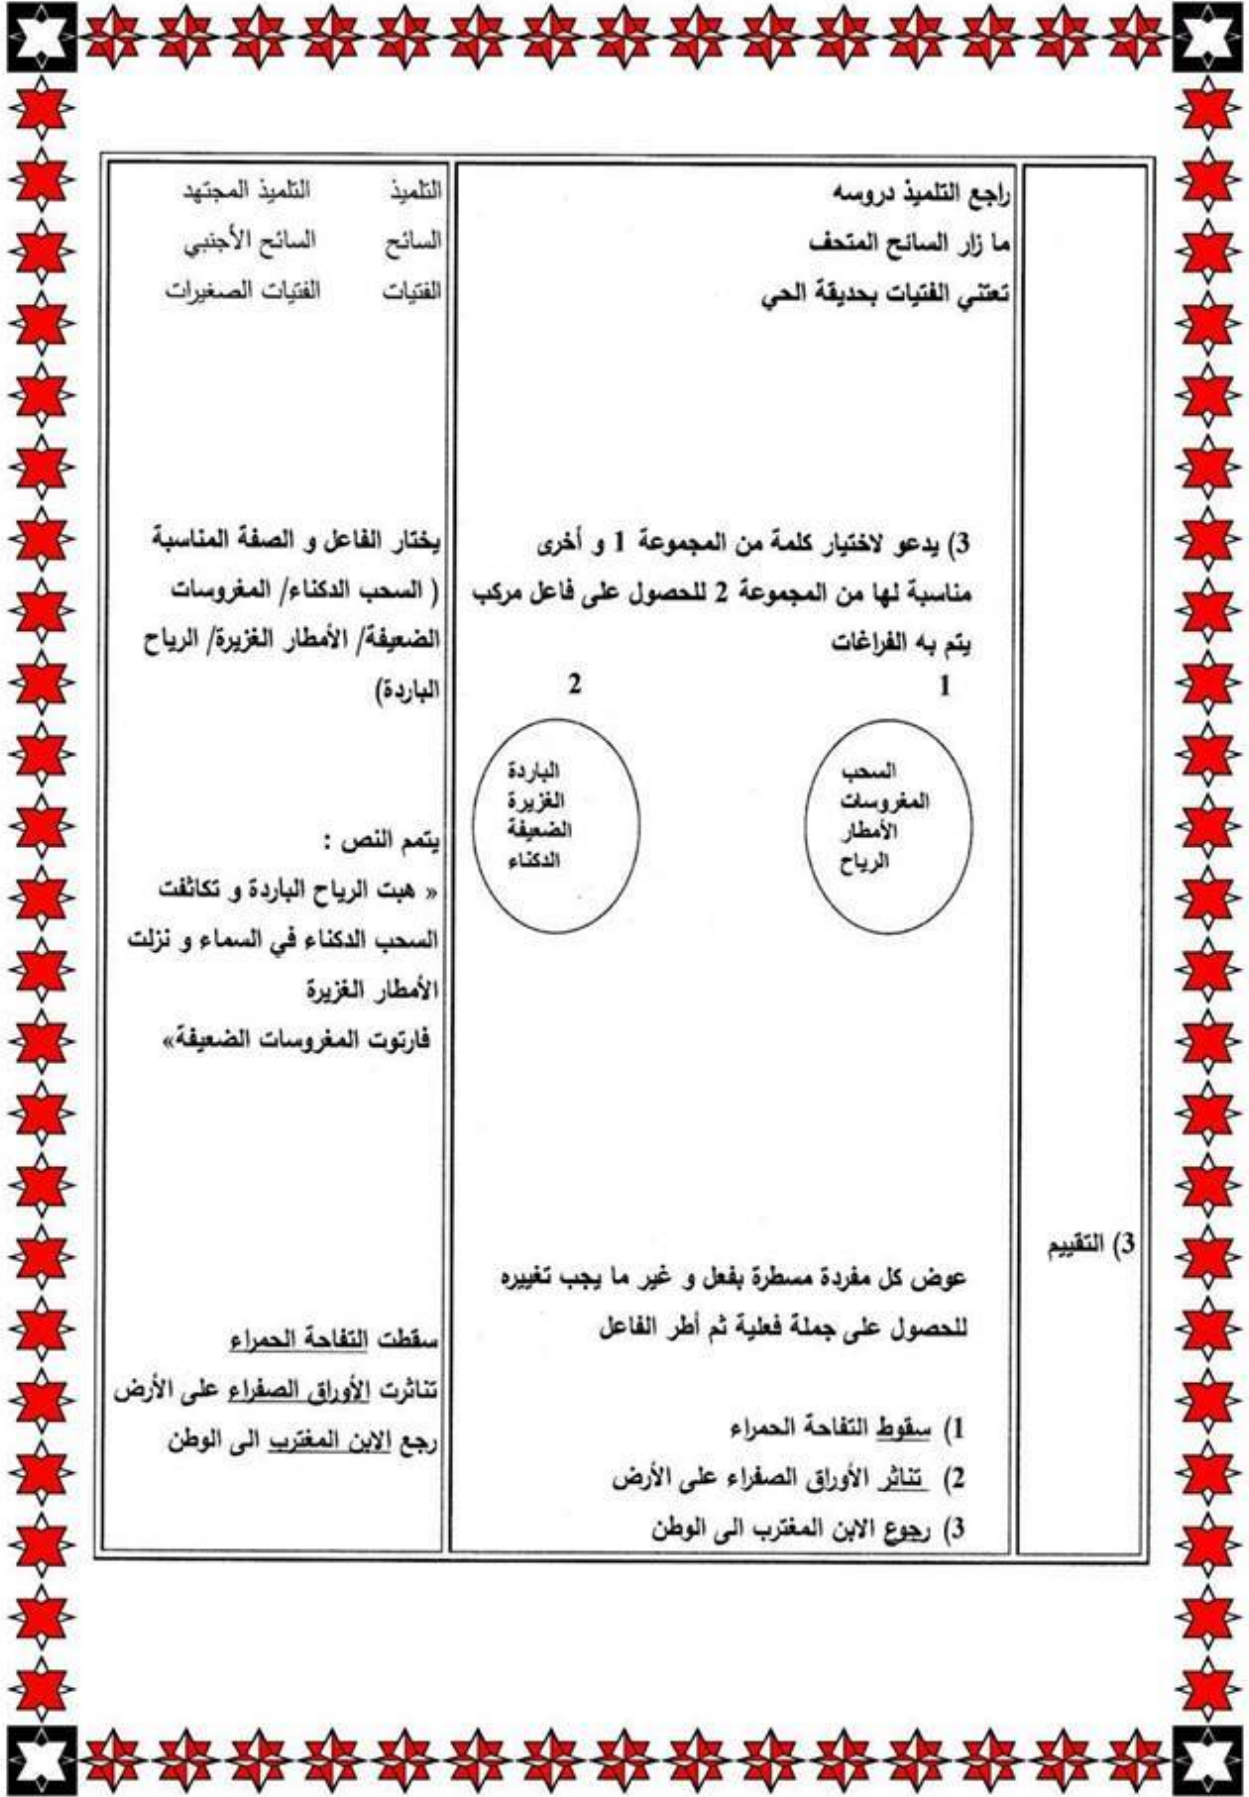 راجع التلميذ دروسه
ما زار السائح المتحف
تعتني الفتيات بحديقة الحي
التلميذ التلميذ المجتهد
السائح السائح الأجنبي
الفتيات الفتيات الصغيرات
3) يدعو لاختيار كلمة من المجموعة 1 و أخرى
مناسبة لها من المجموعة 2 للحصول على فاعل مركب
يتم به الفراغات
1 2
السحب
المغروسات
الأمطار
الرياح
الباردة
الغزيرة
الضعيفة
الدكناء
يختار الفاعل و الصفة المناسبة
( السحب الدكناء/ المغروسات
الضعيفة/ الأمطار الغزيرة/ الرياح
الباردة)
يتمم النص :
« هبت الرياح الباردة و تكاثفت
السحب الدكناء في السماء و نزلت
الأمطار الغزيرة
فارتوت المغروسات الضعيفة»
3) التقييم
عوض كل مفردة مسطرة بفعل و غير ما يجب تغييره
للحصول على جملة فعلية ثم أطر الفاعل
1) سقوط التفاحة الحمراء
2) تناثر الأوراق الصفراء على الأرض
3) رجوع الابن المغترب الى الوطن
سقطت التفاحة الحمراء
تناثرت الأوراق الصفراء على الأرض
رجع الابن المغترب الى الوطن